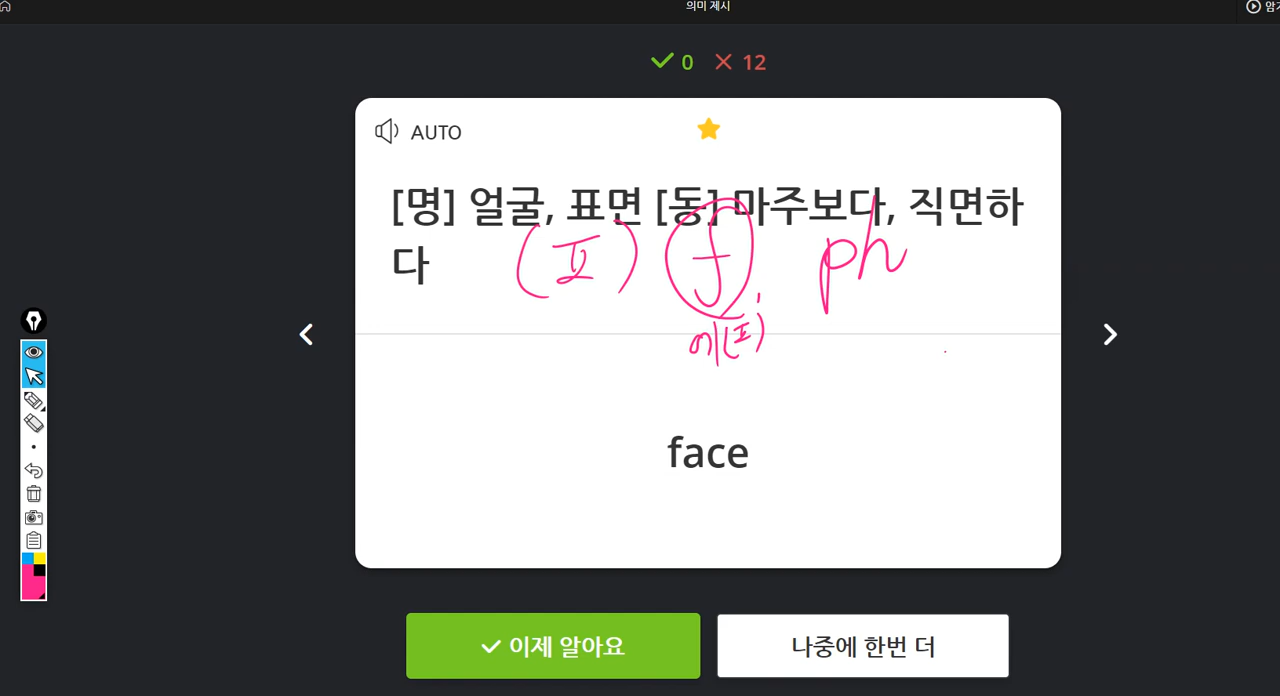 의미 제시
0 12
AUTO
[명] 얼굴, 표면 [동] 마주보다, 직면하
다
f ph
face
이제 알아요
나중에 한번 더